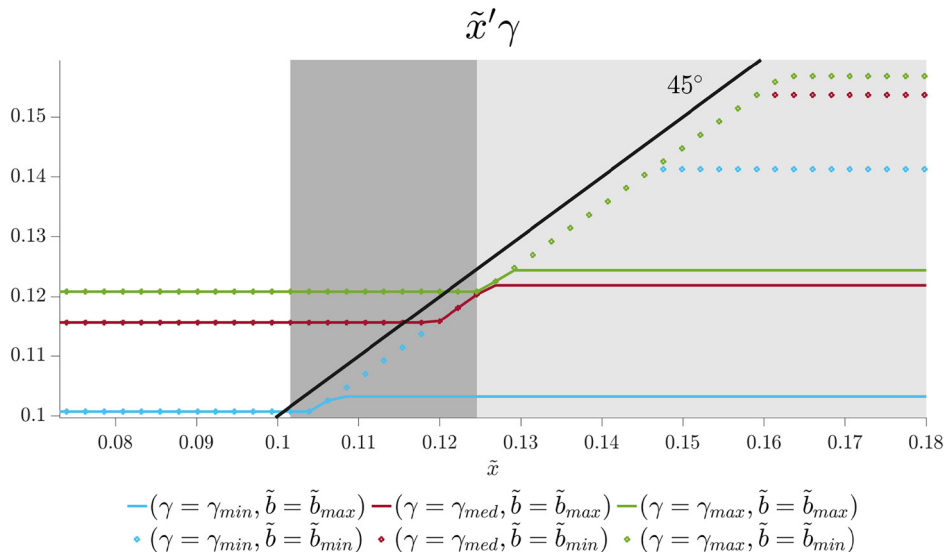 x̃′γ
45°
0.15
0.14
0.13
0.12
0.11
0.1
0.08 0.09 0.1 0.11 0.12 0.13 0.14 0.15 0.16 0.17 0.18
x̃
(γ = γ_min, b̃ = b̃_max) (γ = γ_med, b̃ = b̃_max) (γ = γ_max, b̃ = b̃_max)
(γ = γ_min, b̃ = b̃_min) (γ = γ_med, b̃ = b̃_min) (γ = γ_max, b̃ = b̃_min)